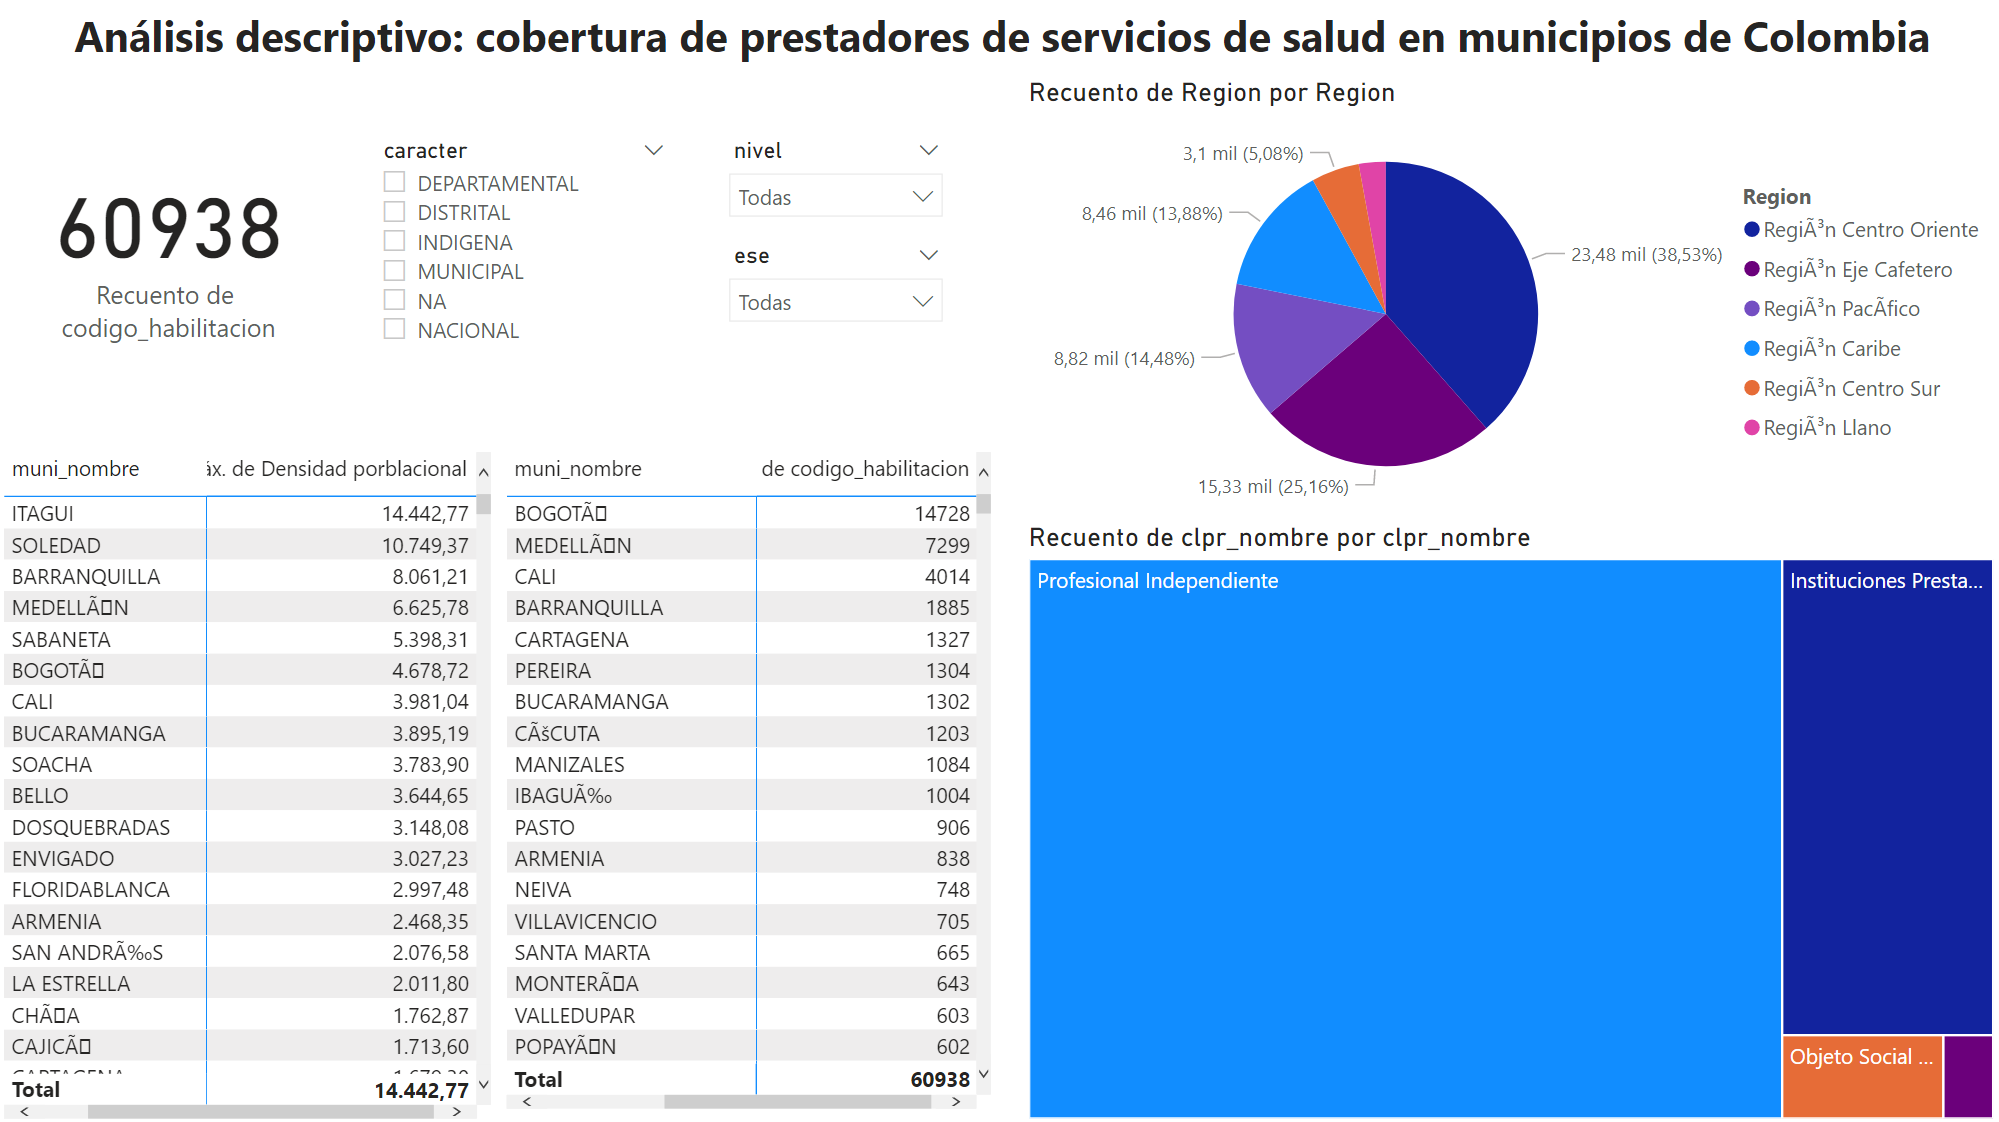 Análisis descriptivo: cobertura de prestadores de servicios de salud en municipios de Colombia
60938
Recuento de
codigo_habilitacion
caracter
DEPARTAMENTAL
DISTRITAL
INDIGENA
MUNICIPAL
NA
NACIONAL
nivel
Todas
ese
Todas
Recuento de Region por Region
3,1 mil (5,08%)
8,46 mil (13,88%)
8,82 mil (14,48%)
15,33 mil (25,16%)
23,48 mil (38,53%)
Region
RegiÃ³n Centro Oriente
RegiÃ³n Eje Cafetero
RegiÃ³n PacÃfico
RegiÃ³n Caribe
RegiÃ³n Centro Sur
RegiÃ³n Llano
muni_nombre áx. de Densidad porblacional
ITAGUI 14.442,77
SOLEDAD 10.749,37
BARRANQUILLA 8.061,21
MEDELLÃ▯N 6.625,78
SABANETA 5.398,31
BOGOTÃ▯ 4.678,72
CALI 3.981,04
BUCARAMANGA 3.895,19
SOACHA 3.783,90
BELLO 3.644,65
DOSQUEBRADAS 3.148,08
ENVIGADO 3.027,23
FLORIDABLANCA 2.997,48
ARMENIA 2.468,35
SAN ANDRÃ‰S 2.076,58
LA ESTRELLA 2.011,80
CHÃ▯A 1.762,87
CAJICÃ▯ 1.713,60
Total 14.442,77
muni_nombre de codigo_habilitacion
BOGOTÃ▯ 14728
MEDELLÃ▯N 7299
CALI 4014
BARRANQUILLA 1885
CARTAGENA 1327
PEREIRA 1304
BUCARAMANGA 1302
CÃšCUTA 1203
MANIZALES 1084
IBAGUÃ‰ 1004
PASTO 906
ARMENIA 838
NEIVA 748
VILLAVICENCIO 705
SANTA MARTA 665
MONTERÃ▯A 643
VALLEDUPAR 603
POPAYÃ▯N 602
Total 60938
Recuento de clpr_nombre por clpr_nombre
Profesional Independiente
Instituciones Presta...
Objeto Social ...